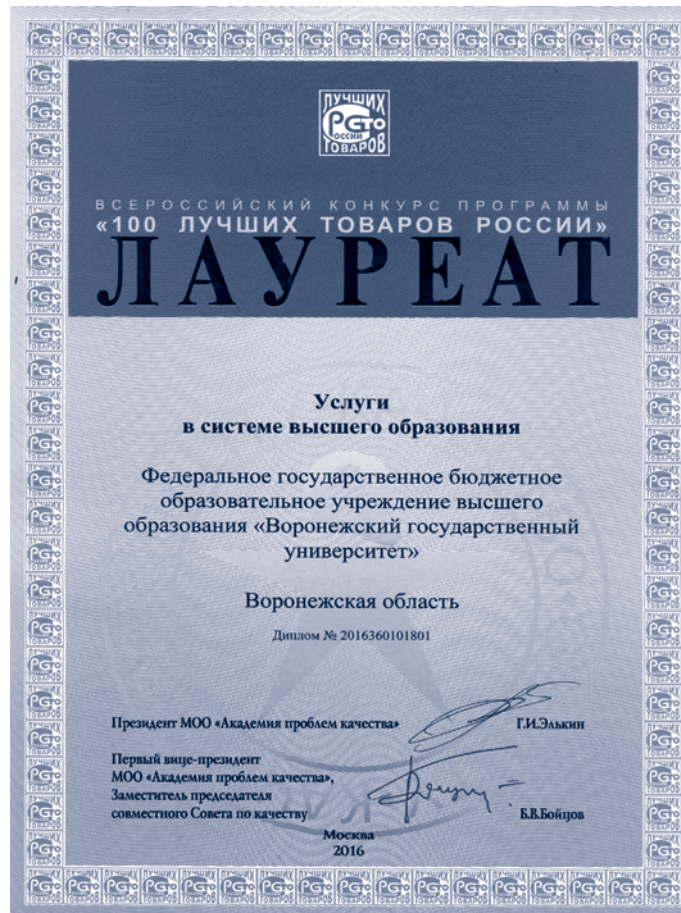 ЛУЧШИХ
РСТО
РОССИИ
ТОВАРОВ
ВСЕРОССИЙСКИЙ КОНКУРС ПРОГРАММЫ
«100 ЛУЧШИХ ТОВАРОВ РОССИИ»
ЛАУРЕАТ
Услуги
в системе высшего образования
Федеральное государственное бюджетное
образовательное учреждение высшего
образования «Воронежский государственный
университет»
Воронежская область
Диплом № 2016360101801
Президент МОО «Академия проблем качества»
Г.И.Элькин
Первый вице-президент
МОО «Академия проблем качества»,
Заместитель председателя
совместного Совета по качеству
Б.В.Бойцов
Москва
2016